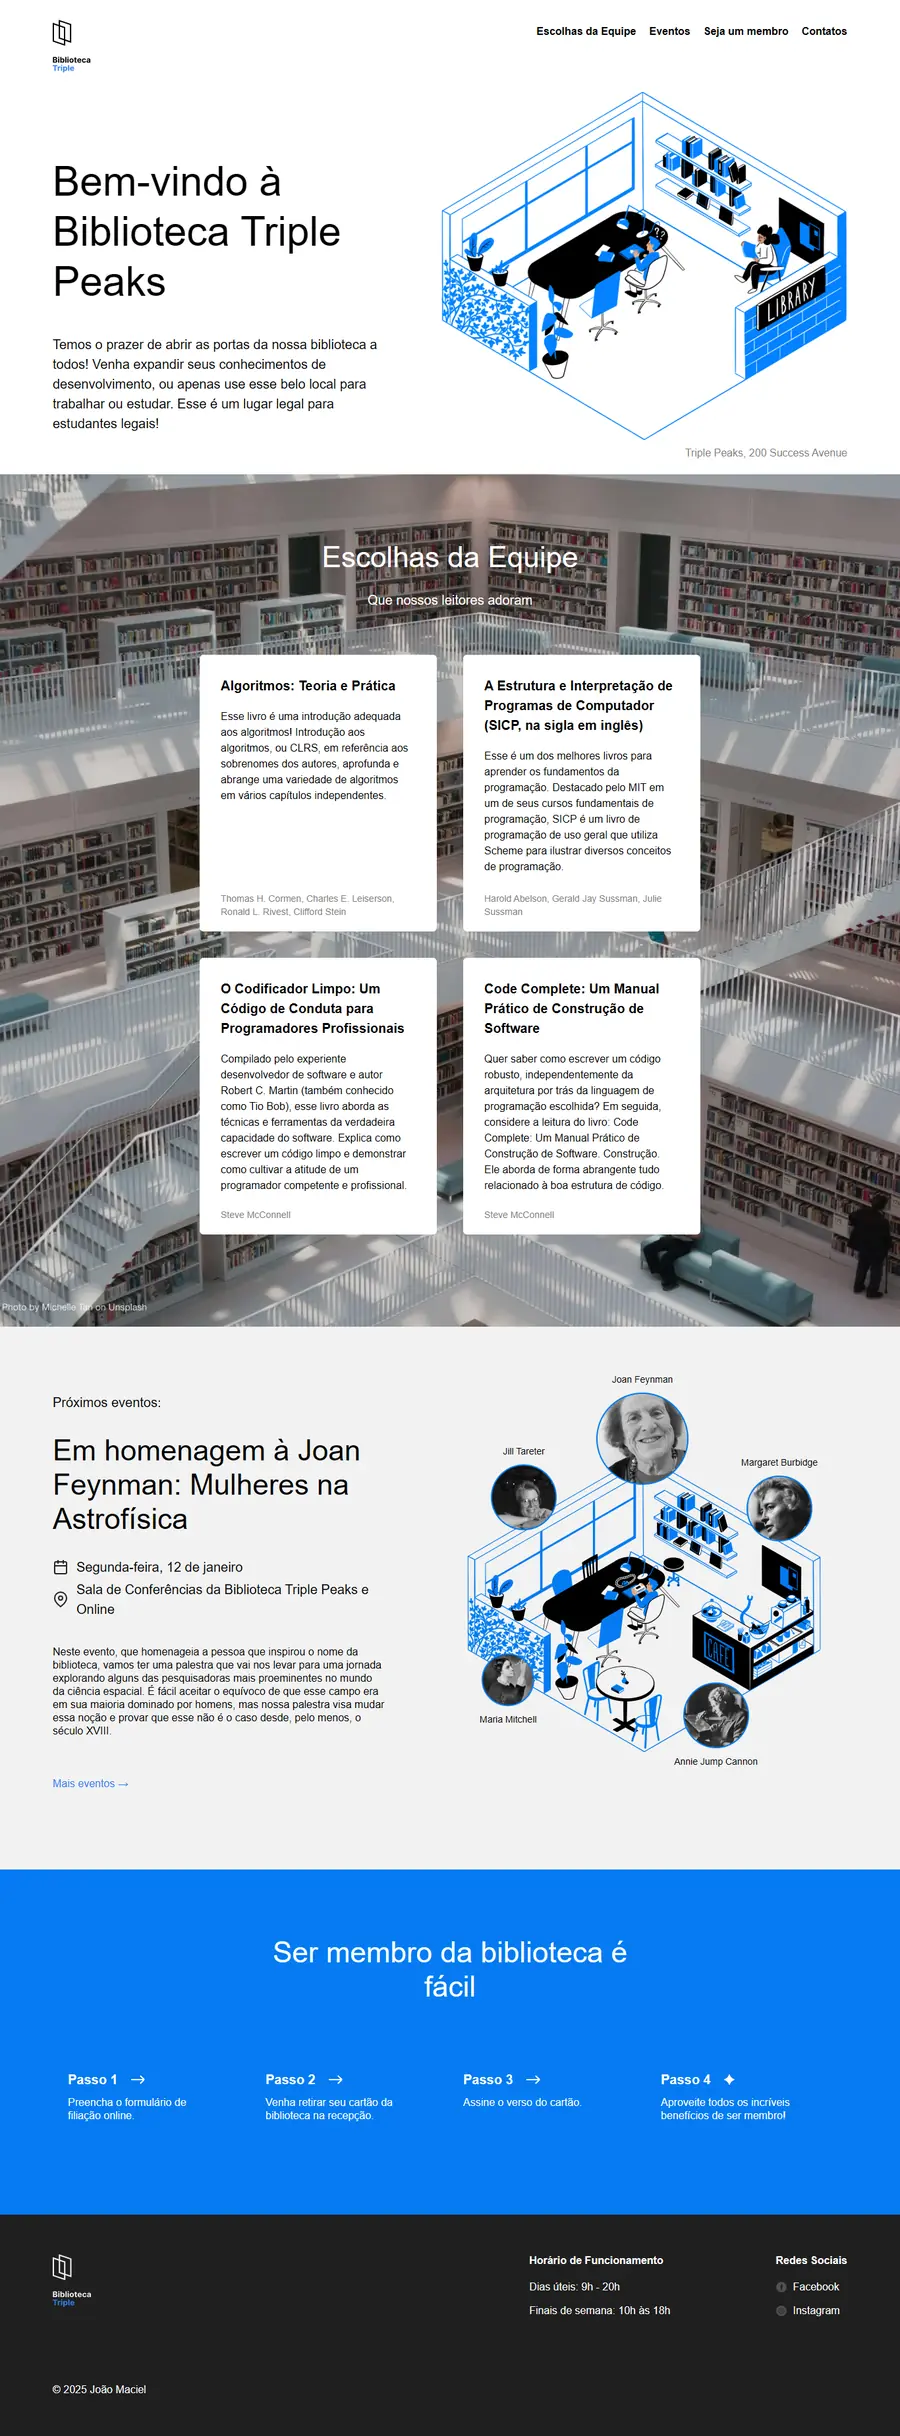 Biblioteca
Triple
Escolhas da Equipe
Eventos
Seja um membro
Contatos
Bem-vindo à
Biblioteca Triple
Peaks
Temos o prazer de abrir as portas da nossa biblioteca a
todos! Venha expandir seus conhecimentos de
desenvolvimento, ou apenas use esse belo local para
trabalhar ou estudar. Esse é um lugar legal para
estudantes legais!
LIBRARY
Triple Peaks, 200 Success Avenue
Escolhas da Equipe
Que nossos leitores adoram
Algoritmos: Teoria e Prática
Esse livro é uma introdução adequada
aos algoritmos! Introdução aos
algoritmos, ou CLRS, em referência aos
sobrenomes dos autores, aprofunda e
abrange uma variedade de algoritmos
em vários capítulos independentes.
Thomas H. Cormen, Charles E. Leiserson,
Ronald L. Rivest, Clifford Stein
A Estrutura e Interpretação de
Programas de Computador
(SICP, na sigla em inglês)
Esse é um dos melhores livros para
aprender os fundamentos da
programação. Destacado pelo MIT em
um de seus cursos fundamentais de
programação, SICP é um livro de
programação de uso geral que utiliza
Scheme para ilustrar diversos conceitos
de programação.
Harold Abelson, Gerald Jay Sussman, Julie
Sussman
O Codificador Limpo: Um
Código de Conduta para
Programadores Profissionais
Compilado pelo experiente
desenvolvedor de software e autor
Robert C. Martin (também conhecido
como Tio Bob), esse livro aborda as
técnicas e ferramentas da verdadeira
capacidade do software. Explica como
escrever um código limpo e demonstrar
como cultivar a atitude de um
programador competente e profissional.
Steve McConnell
Code Complete: Um Manual
Prático de Construção de
Software
Quer saber como escrever um código
robusto, independentemente da
arquitetura por trás da linguagem de
programação escolhida? Em seguida,
considere a leitura do livro: Code
Complete: Um Manual Prático de
Construção de Software. Construção.
Ele aborda de forma abrangente tudo
relacionado à boa estrutura de código.
Steve McConnell
Photo by Michelle Tan on Unsplash
Próximos eventos:
Em homenagem à Joan
Feynman: Mulheres na
Astrofísica
Segunda-feira, 12 de janeiro
Sala de Conferências da Biblioteca Triple Peaks e
Online
Neste evento, que homenageia a pessoa que inspirou o nome da
biblioteca, vamos ter uma palestra que vai nos levar para uma jornada
explorando alguns das pesquisadoras mais proeminentes no mundo
da ciência espacial. É fácil aceitar o equívoco de que esse campo era
em sua maioria dominado por homens, mas nossa palestra visa mudar
essa noção e provar que esse não é o caso desde, pelo menos, o
século XVIII.
Mais eventos →
Joan Feynman
Jill Tareter
Margaret Burbidge
CAFE
Maria Mitchell
Annie Jump Cannon
Ser membro da biblioteca é
fácil
Passo 1 →
Preencha o formulário de
filiação online.
Passo 2 →
Venha retirar seu cartão da
biblioteca na recepção.
Passo 3 →
Assine o verso do cartão.
Passo 4
Aproveite todos os incríveis
benefícios de ser membro!
Biblioteca
Triple
Horário de Funcionamento
Dias úteis: 9h - 20h
Finais de semana: 10h às 18h
Redes Sociais
Facebook
Instagram
© 2025 João Maciel